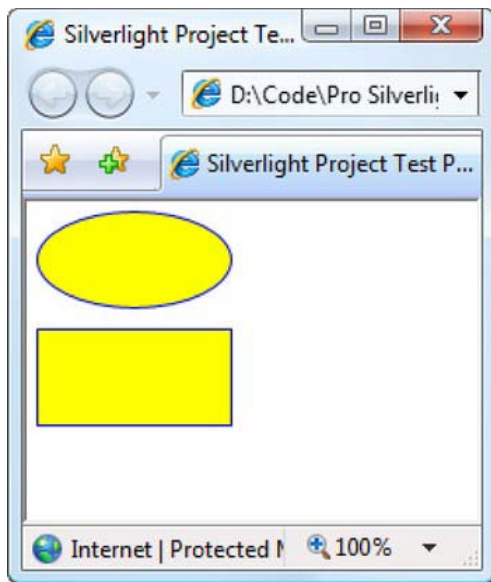 Silverlight Project Te...
D:\Code\Pro Silverli
Silverlight Project Test P...
Internet | Protected
100%